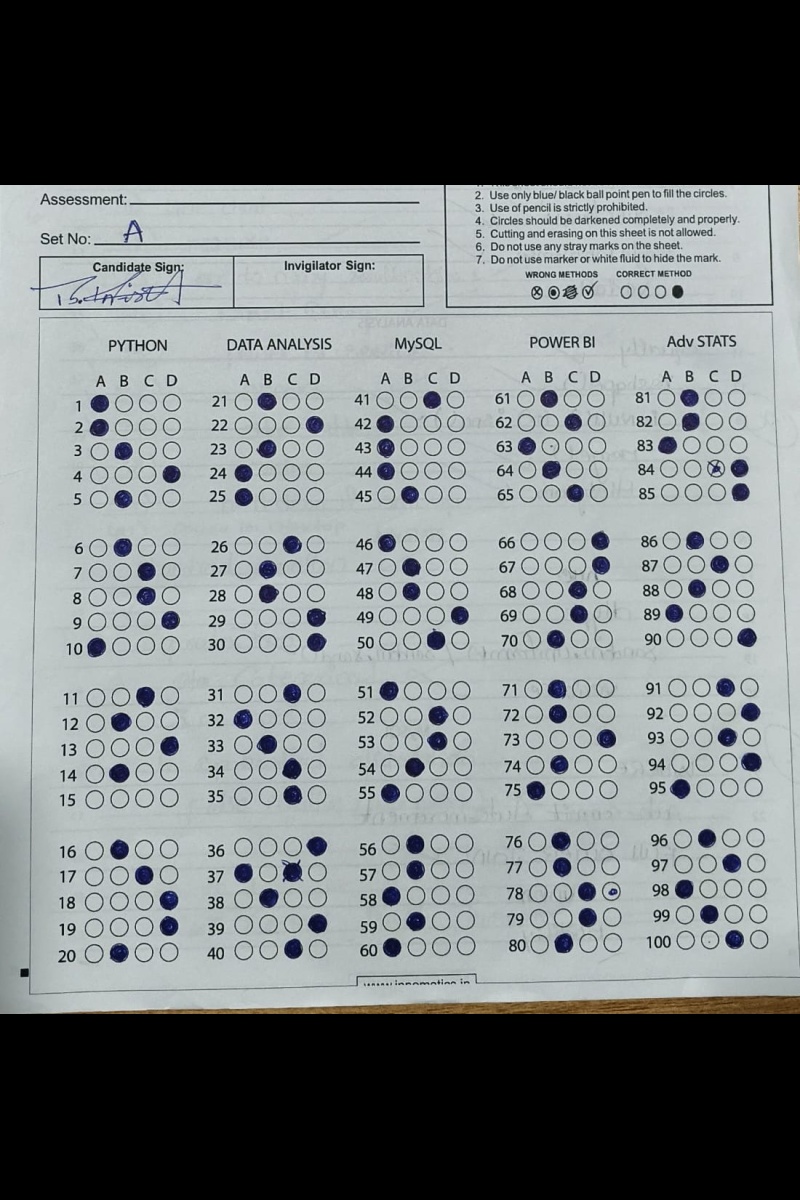 Assessment:
Set No: A
Candidate Sign:
Invigilator Sign:
2. Use only blue/ black ball point pen to fill the circles.
3. Use of pencil is strictly prohibited.
4. Circles should be darkened completely and properly.
5. Cutting and erasing on this sheet is not allowed.
6. Do not use any stray marks on the sheet.
7. Do not use marker or white fluid to hide the mark.
WRONG METHODS CORRECT METHOD
PYTHON DATA ANALYSIS MySQL POWER BI Adv STATS
A B C D A B C D A B C D A B C D A B C D
1 21 41 61 81
2 22 42 62 82
3 23 43 63 83
4 24 44 64 84
5 25 45 65 85
6 26 46 66 86
7 27 47 67 87
8 28 48 68 88
9 29 49 69 89
10 30 50 70 90
11 31 51 71 91
12 32 52 72 92
13 33 53 73 93
14 34 54 74 94
15 35 55 75 95
16 36 56 76 96
17 37 57 77 97
18 38 58 78 98
19 39 59 79 99
20 40 60 80 100